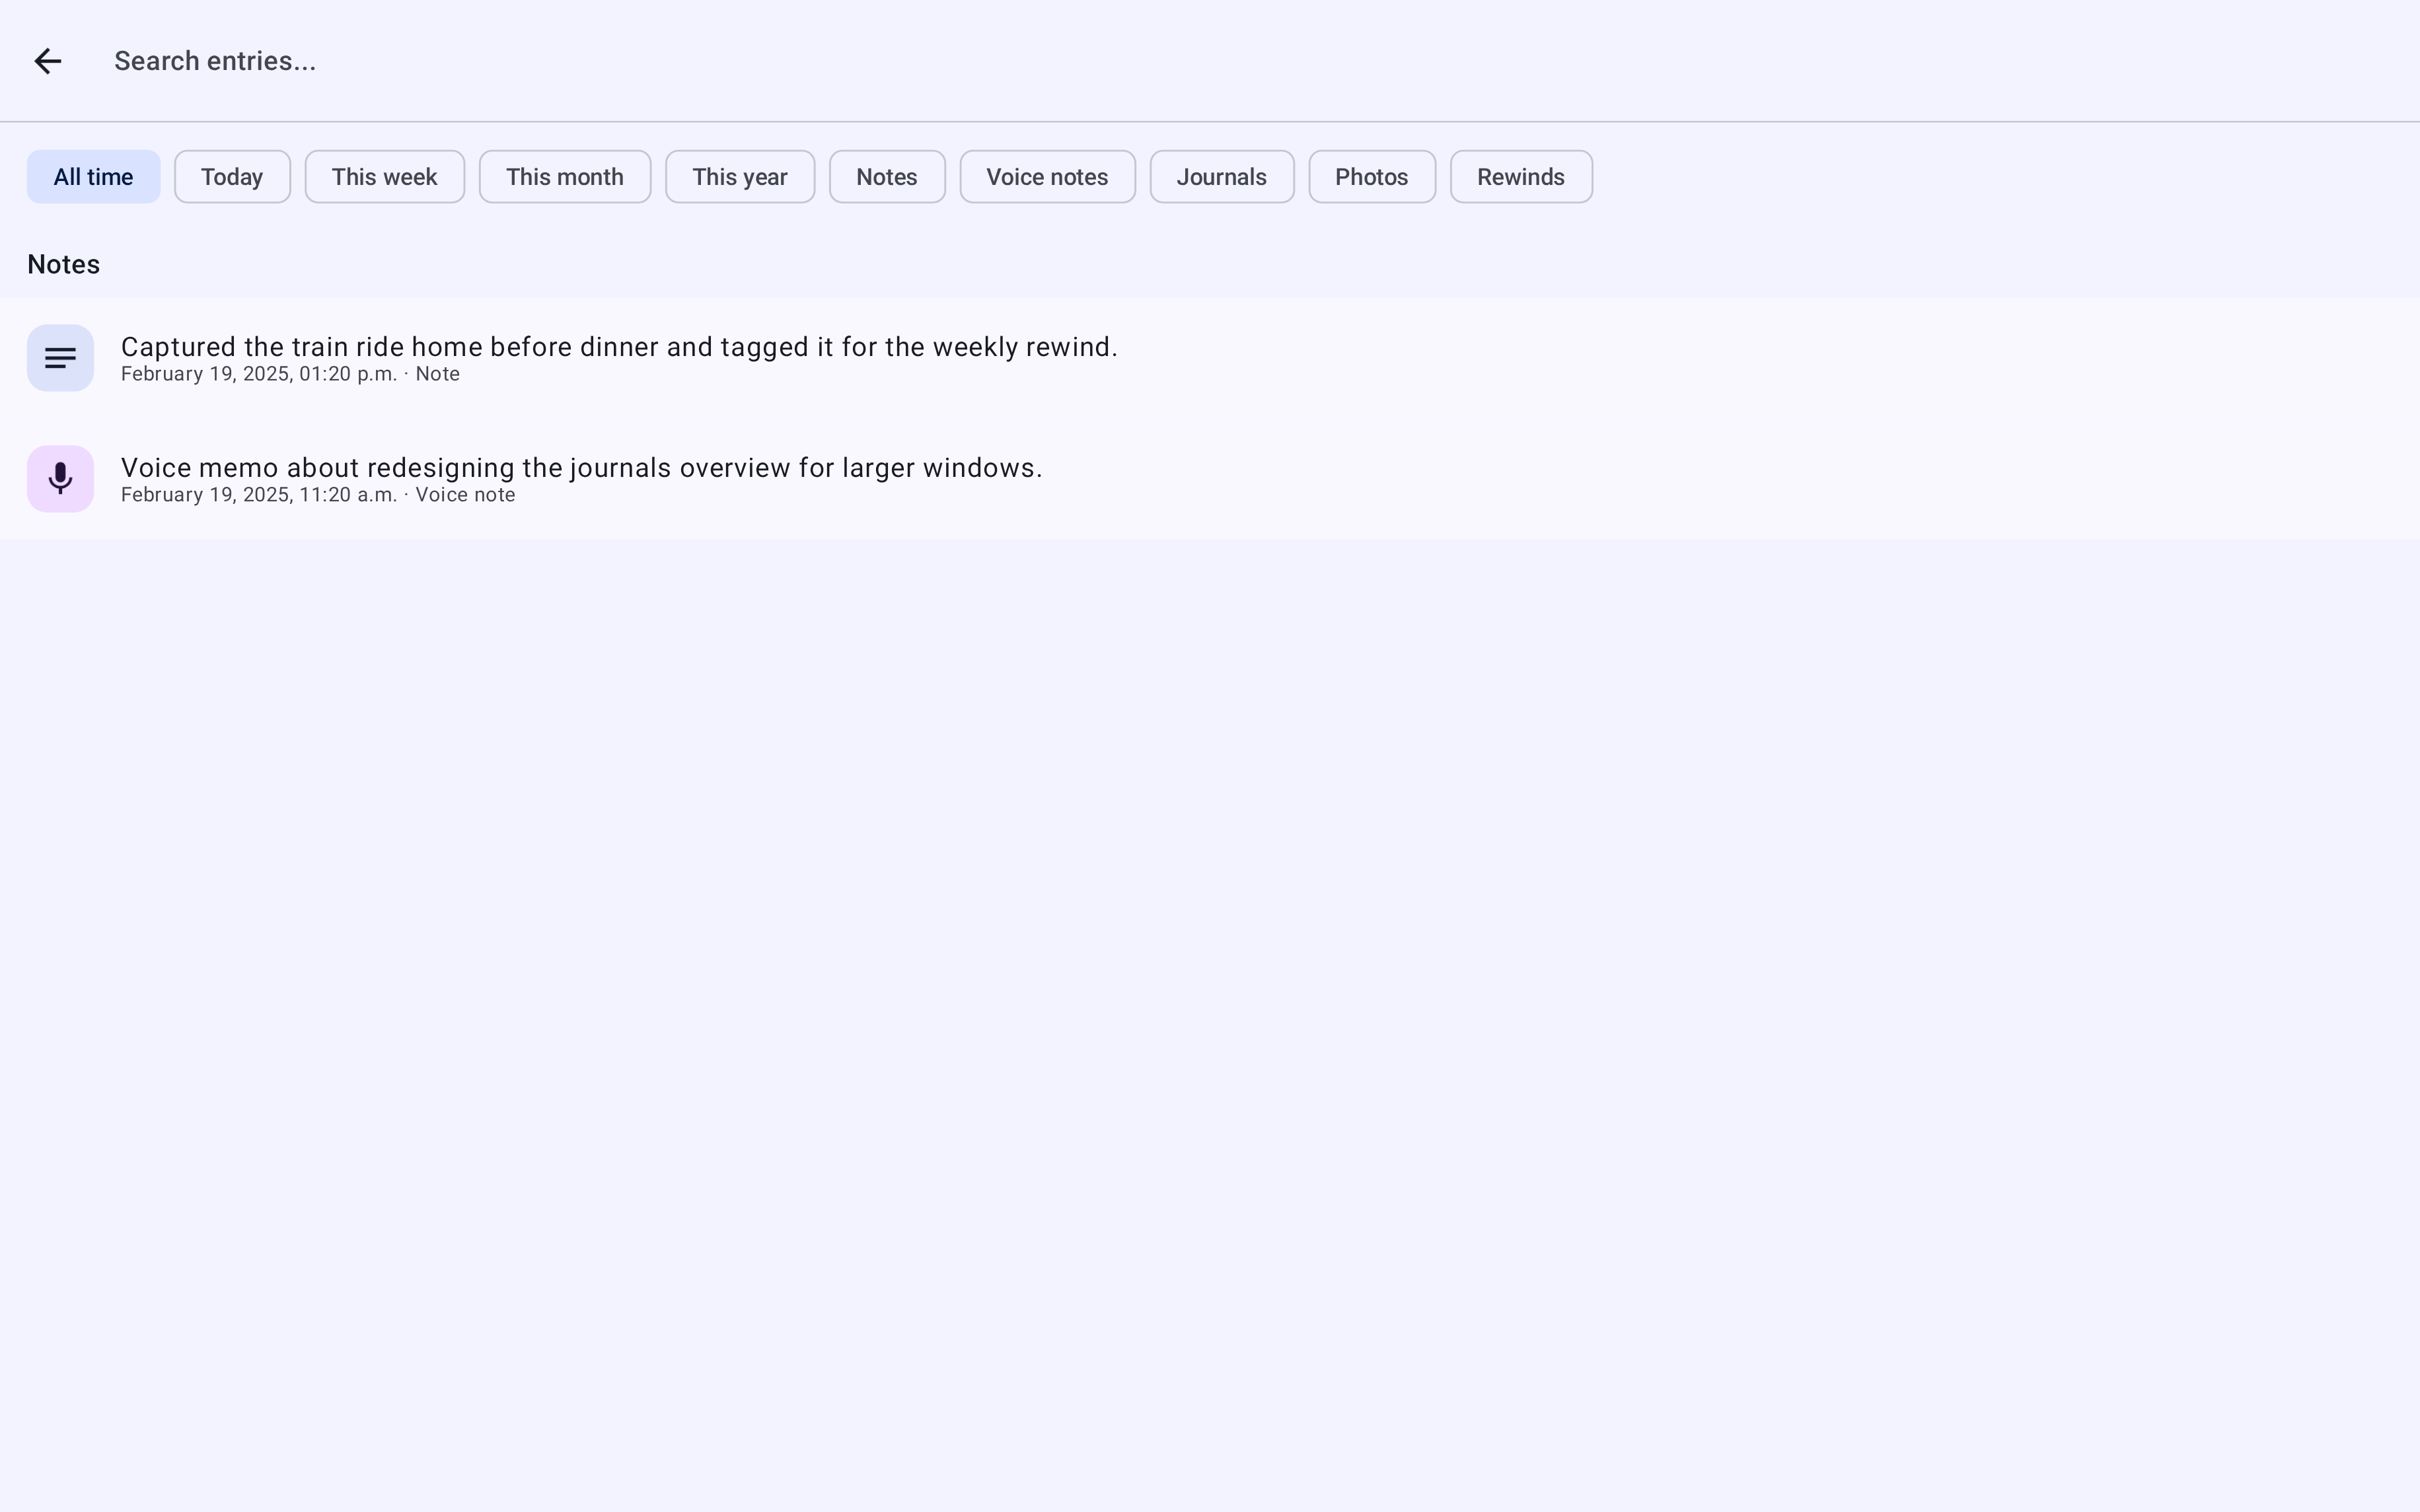 Search entries...
All time
Today
This week
This month
This year
Notes
Voice notes
Journals
Photos
Rewinds
Notes
Captured the train ride home before dinner and tagged it for the weekly rewind.
February 19, 2025, 01:20 p.m. · Note
Voice memo about redesigning the journals overview for larger windows.
February 19, 2025, 11:20 a.m. · Voice note